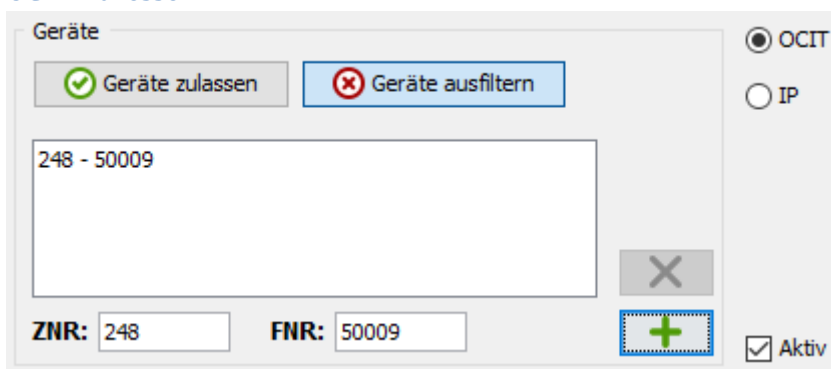 Geräte
OCIT
Geräte zulassen
Geräte ausfiltern
IP
248 - 50009
ZNR: 248
FNR: 50009
Aktiv